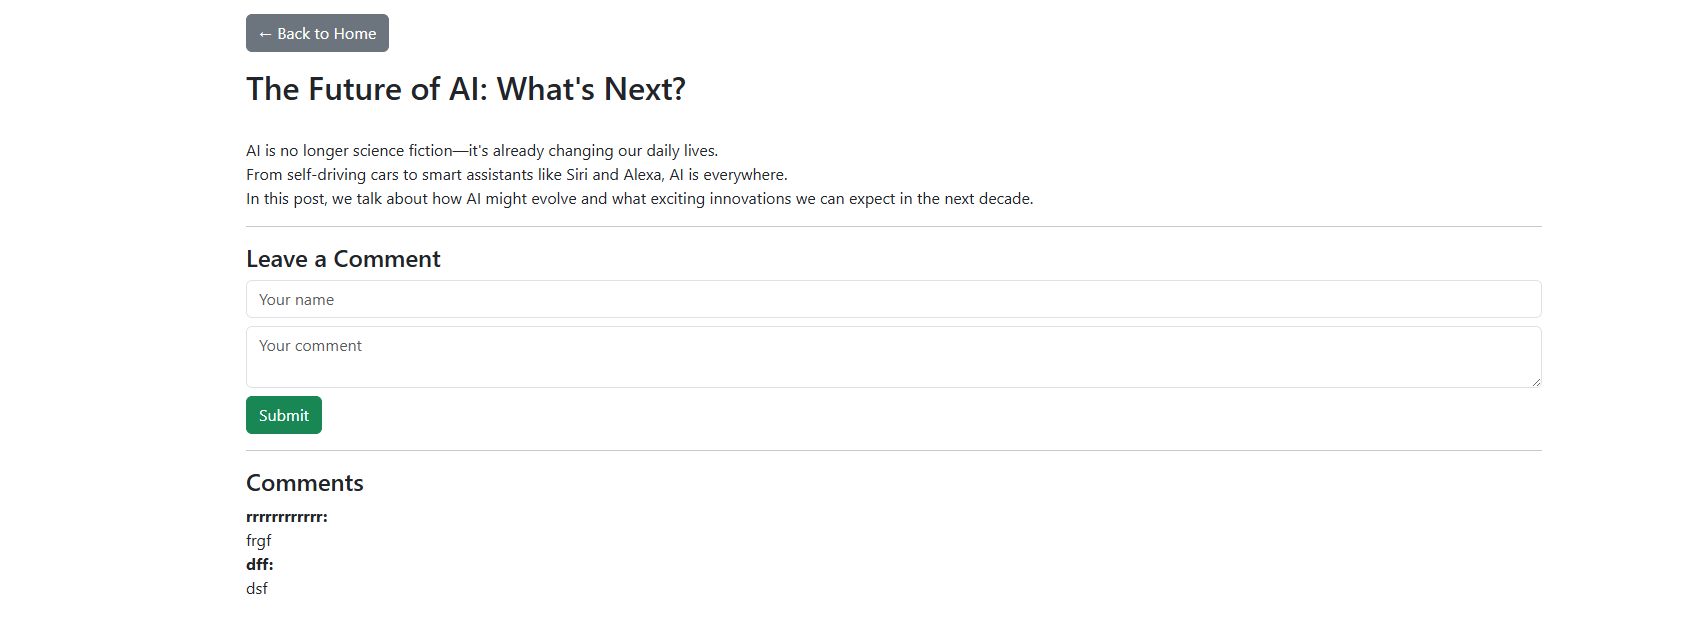 ← Back to Home
The Future of AI: What's Next?
AI is no longer science fiction—it's already changing our daily lives.
From self-driving cars to smart assistants like Siri and Alexa, AI is everywhere.
In this post, we talk about how AI might evolve and what exciting innovations we can expect in the next decade.
Leave a Comment
Your name
Your comment
Submit
Comments
rrrrrrrrrrrr:
frgf
dff:
dsf